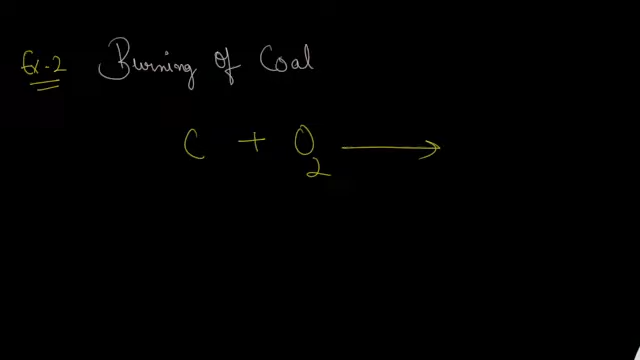 Ex-2 Burning of Coal
C + O₂ ⟶